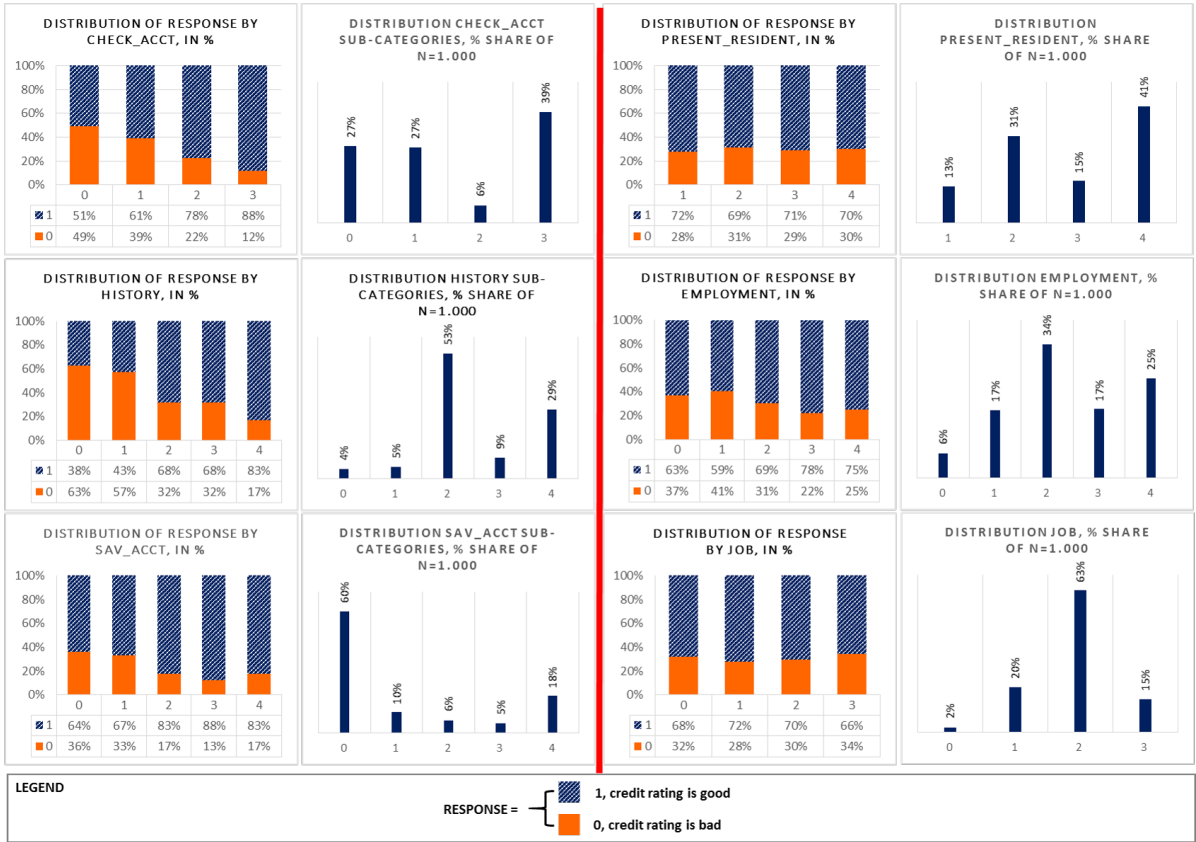 DISTRIBUTION OF RESPONSE BY
CHECK_ACCT, IN %
100%
80%
60%
40%
20%
0%
0 1 2 3
1 51% 61% 78% 88%
0 49% 39% 22% 12%
DISTRIBUTION CHECK_ACCT
SUB-CATEGORIES, % SHARE OF
N=1.000
27% 27% 6% 39%
0 1 2 3
DISTRIBUTION OF RESPONSE BY
PRESENT_RESIDENT, IN %
100%
80%
60%
40%
20%
0%
1 2 3 4
1 72% 69% 71% 70%
0 28% 31% 29% 30%
DISTRIBUTION
PRESENT_RESIDENT, % SHARE
OF N=1.000
13% 31% 15% 41%
1 2 3 4
DISTRIBUTION OF RESPONSE BY
HISTORY, IN %
100%
80%
60%
40%
20%
0%
0 1 2 3 4
1 38% 43% 68% 68% 83%
0 63% 57% 32% 32% 17%
DISTRIBUTION HISTORY SUB-
CATEGORIES, % SHARE OF
N=1.000
4% 5% 53% 9% 29%
0 1 2 3 4
DISTRIBUTION OF RESPONSE BY
EMPLOYMENT, IN %
100%
80%
60%
40%
20%
0%
0 1 2 3 4
1 63% 59% 69% 78% 75%
0 37% 41% 31% 22% 25%
DISTRIBUTION EMPLOYMENT, %
SHARE OF N=1.000
6% 17% 34% 17% 25%
0 1 2 3 4
DISTRIBUTION OF RESPONSE BY
SAV_ACCT, IN %
100%
80%
60%
40%
20%
0%
0 1 2 3 4
1 64% 67% 83% 88% 83%
0 36% 33% 17% 13% 17%
DISTRIBUTION SAV_ACCT SUB-
CATEGORIES, % SHARE OF
N=1.000
60% 10% 6% 5% 18%
0 1 2 3 4
DISTRIBUTION OF RESPONSE
BY JOB, IN %
100%
80%
60%
40%
20%
0%
0 1 2 3
1 68% 72% 70% 66%
0 32% 28% 30% 34%
DISTRIBUTION JOB, % SHARE
OF N=1.000
2% 20% 63% 15%
0 1 2 3
LEGEND
RESPONSE =
1, credit rating is good
0, credit rating is bad